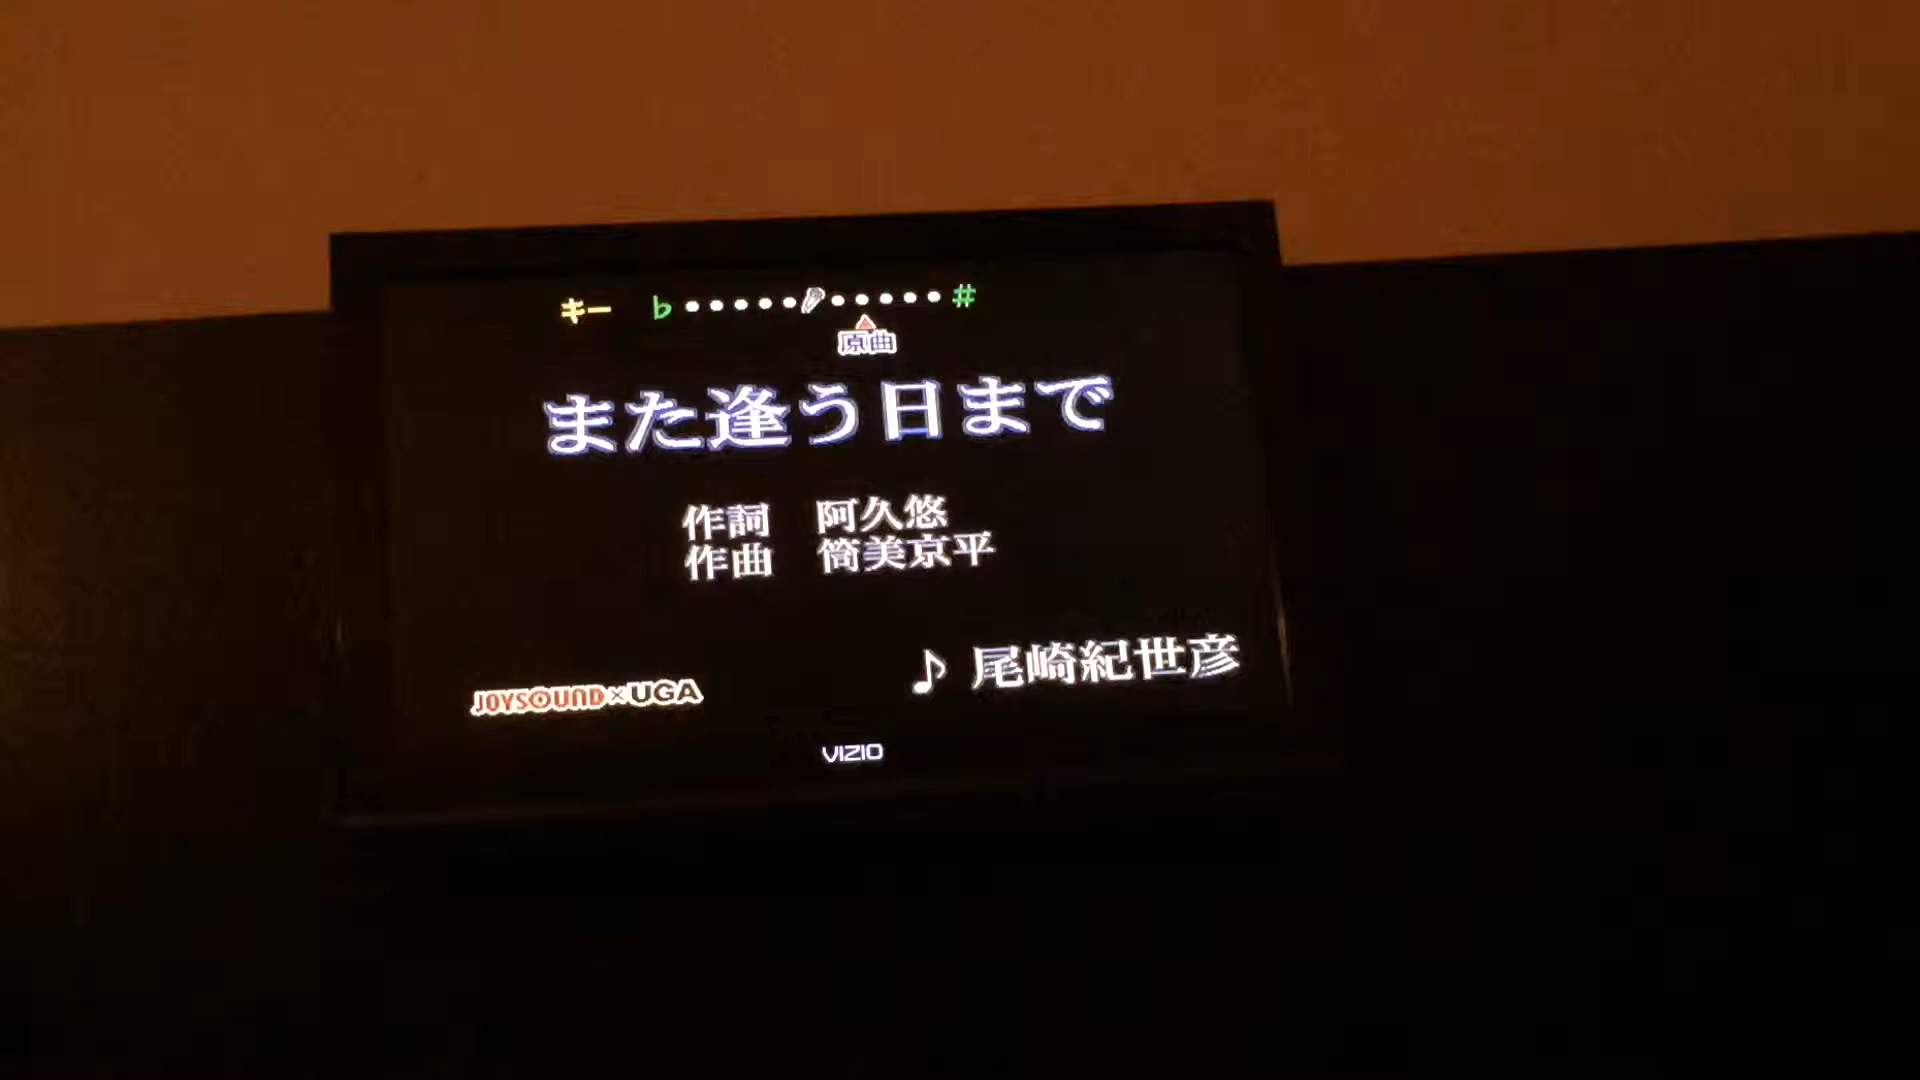 キー ♭ ♯
原曲
また逢う日まで
作詞 阿久悠
作曲 筒美京平
♪ 尾崎紀世彦
JOYSOUND×UGA
VIZIO